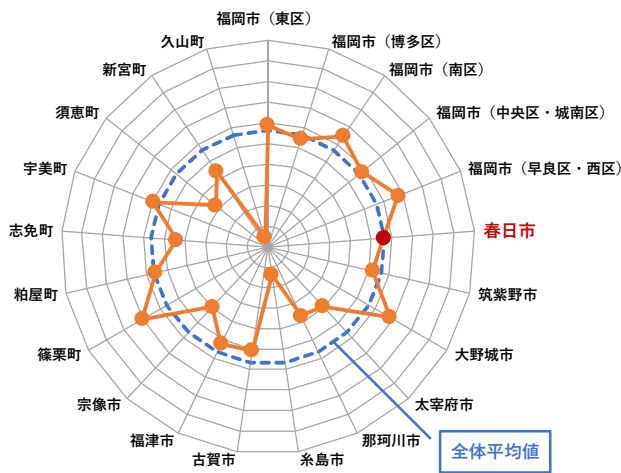 福岡市（東区）
福岡市（博多区）
福岡市（南区）
福岡市（中央区・城南区）
福岡市（早良区・西区）
春日市
筑紫野市
大野城市
太宰府市
那珂川市
糸島市
古賀市
福津市
宗像市
篠栗町
粕屋町
志免町
宇美町
須恵町
新宮町
久山町
全体平均値